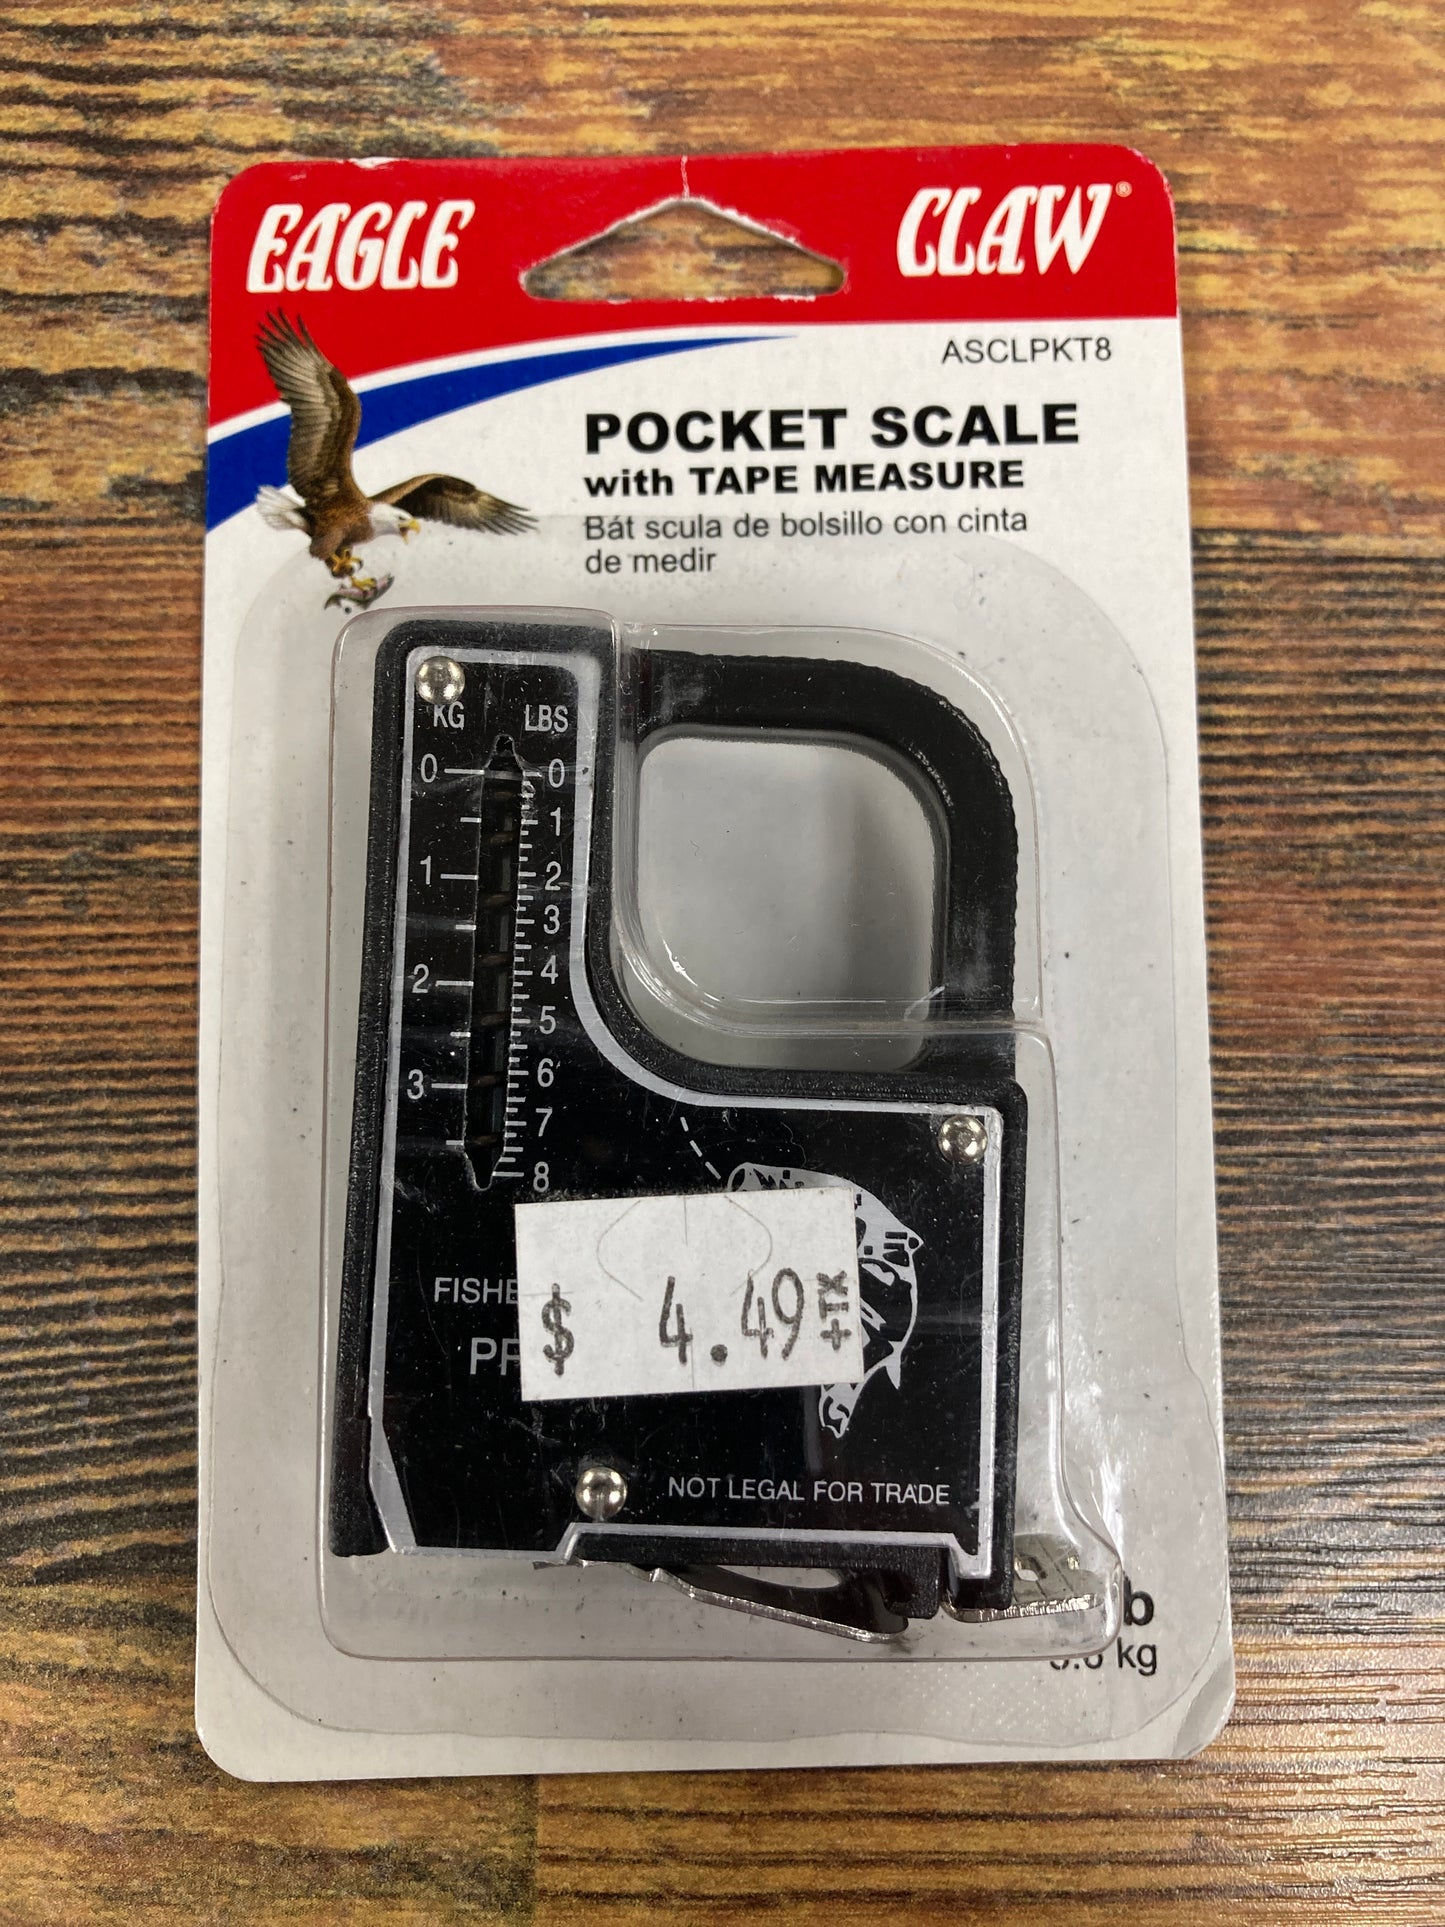 EAGLE CLAW®
ASCLPKT8
POCKET SCALE
with TAPE MEASURE
Bát scula de bolsillo con cinta
de medir
KG LBS
0 0
1
1 2
3
2 4
5
3 6
7
8
$ 4.49 +TX
NOT LEGAL FOR TRADE
kg